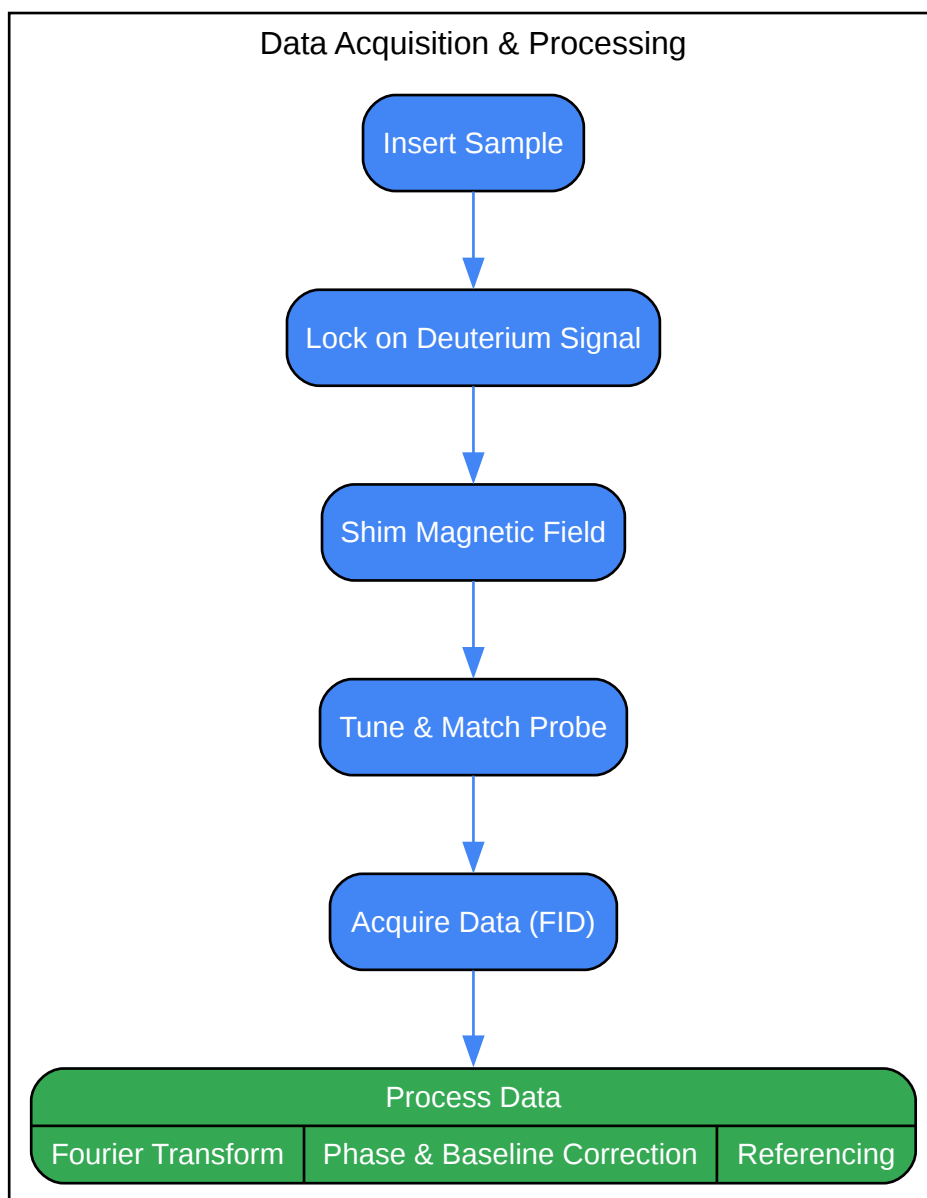 Data Acquisition & Processing
Insert Sample
Lock on Deuterium Signal
Shim Magnetic Field
Tune & Match Probe
Acquire Data (FID)
Process Data
Fourier Transform
Phase & Baseline Correction
Referencing